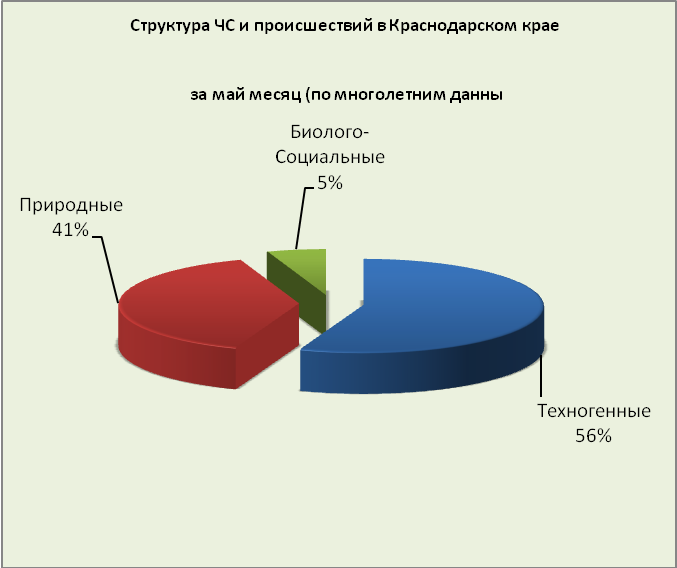 Структура ЧС и происшествий в Краснодарском крае
за май месяц (по многолетним данны
Биолого-
Социальные
5%
Природные
41%
Техногенные
56%